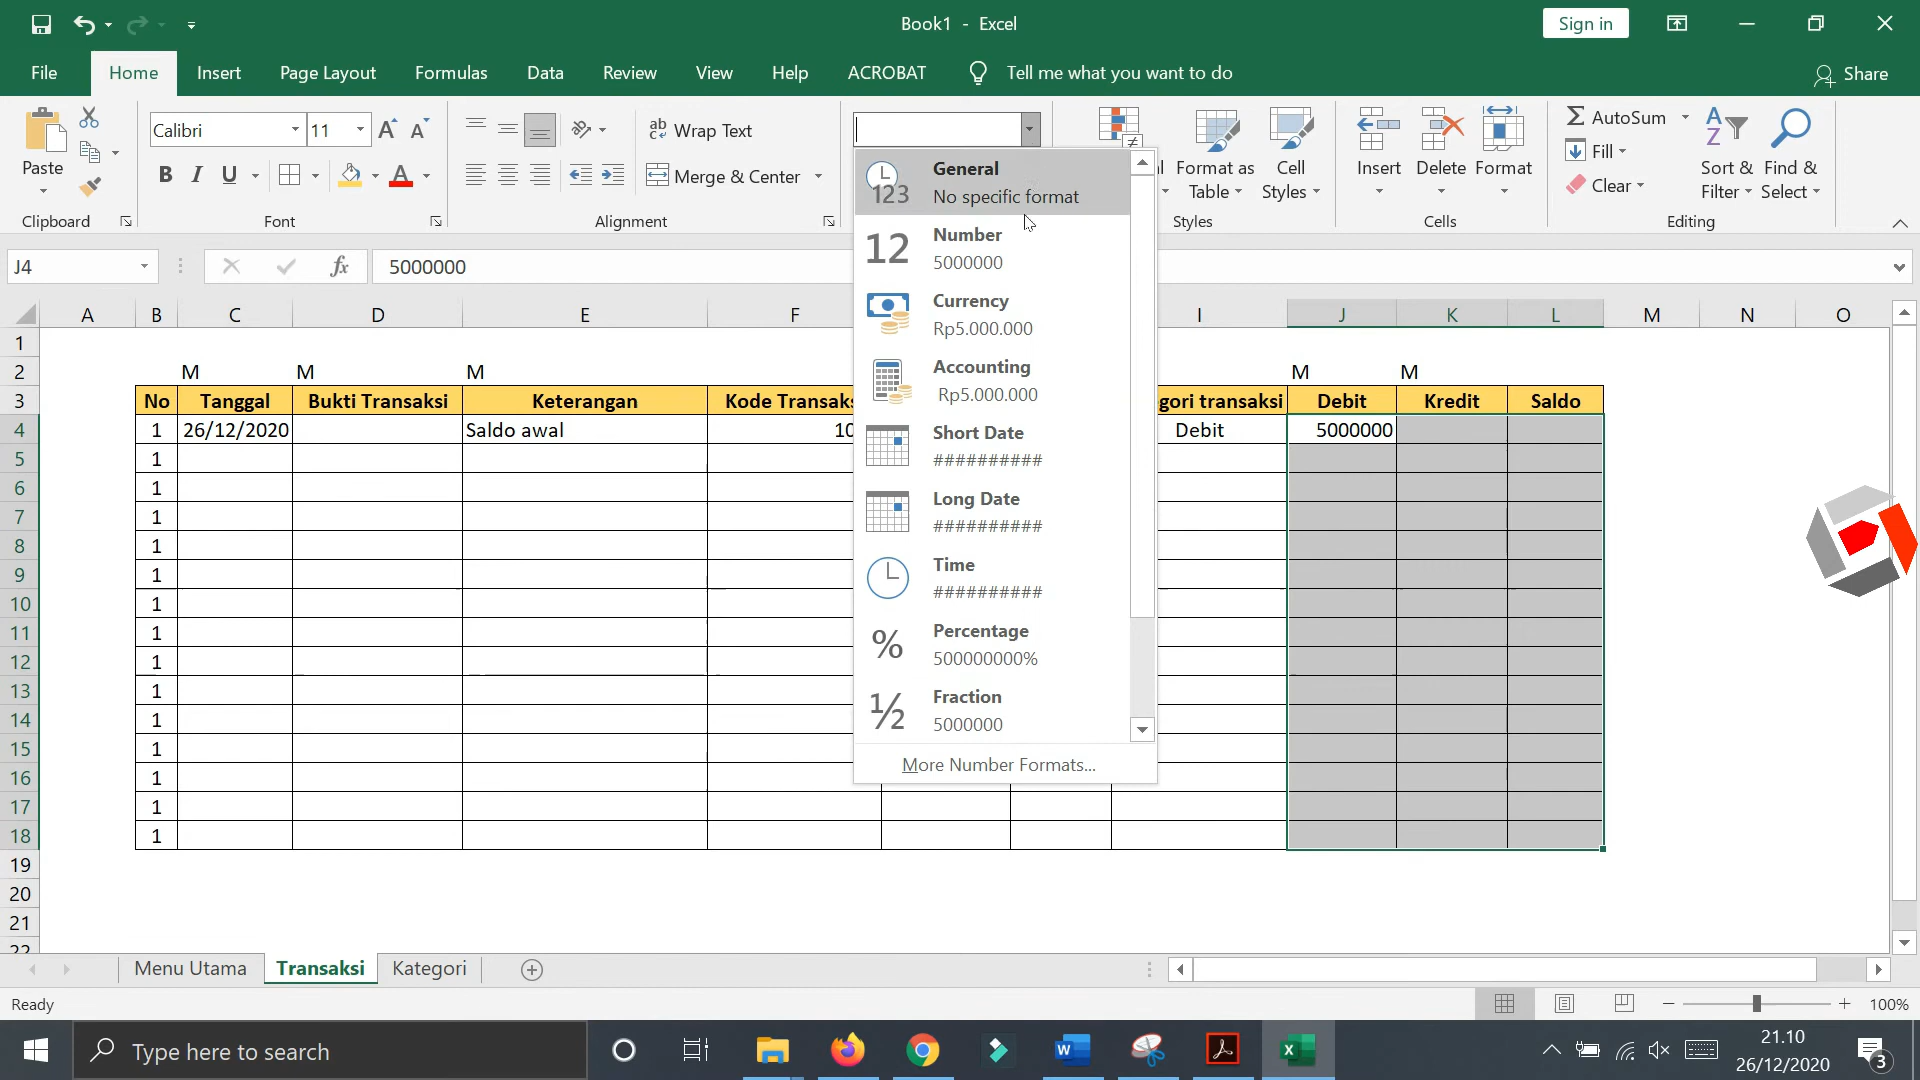 Book1 - Excel
Sign in
File Home Insert Page Layout Formulas Data Review View Help ACROBAT Tell me what you want to do Share
Paste
Calibri 11
Wrap Text
Merge & Center
Format as Table
Cell Styles
Insert Delete Format
AutoSum
Fill
Clear
Sort & Filter
Find & Select
Clipboard Font Alignment Styles Cells Editing
J4 fx 5000000
General
No specific format
Number
5000000
Currency
Rp5.000.000
Accounting
Rp5.000.000
Short Date
##########
Long Date
##########
Time
##########
Percentage
500000000%
Fraction
5000000
More Number Formats...
A B C D E F I J K L M N O
1
2 M M M M M
3 No Tanggal Bukti Transaksi Keterangan Kode Transaks gori transaksi Debit Kredit Saldo
4 1 26/12/2020 Saldo awal 10 Debit 5000000
5 1
6 1
7 1
8 1
9 1
10 1
11 1
12 1
13 1
14 1
15 1
16 1
17 1
18 1
19
20
21
22
Menu Utama Transaksi Kategori
Ready 100%
Type here to search
21.10
26/12/2020
3